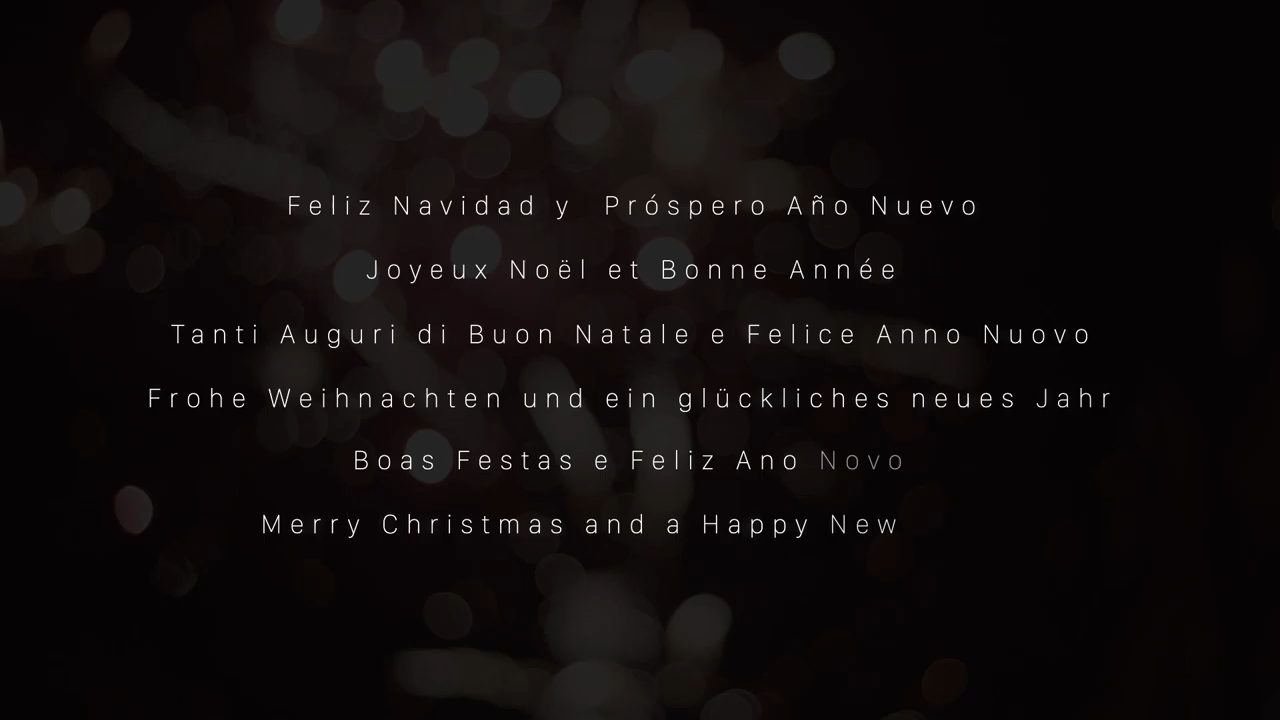 Feliz Navidad y Próspero Año Nuevo
Joyeux Noël et Bonne Année
Tanti Auguri di Buon Natale e Felice Anno Nuovo
Frohe Weihnachten und ein glückliches neues Jahr
Boas Festas e Feliz Ano Novo
Merry Christmas and a Happy New